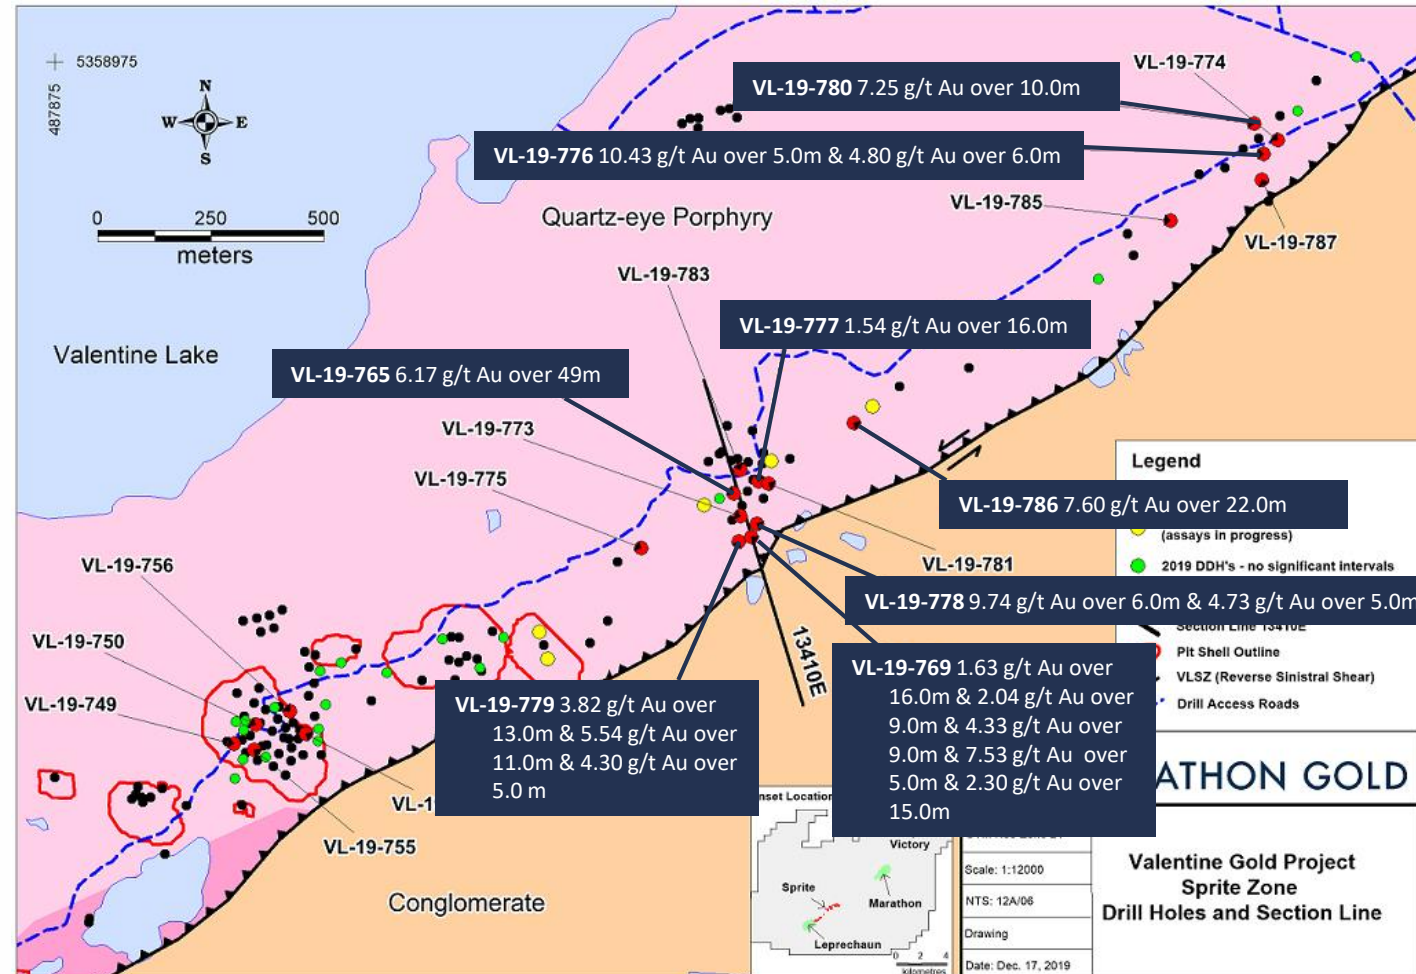 5358975
487875
N
W E
S
0 250 500
meters
VL-19-774
VL-19-780 7.25 g/t Au over 10.0m
VL-19-776 10.43 g/t Au over 5.0m & 4.80 g/t Au over 6.0m
VL-19-785
Quartz-eye Porphyry
VL-19-787
VL-19-783
VL-19-777 1.54 g/t Au over 16.0m
Valentine Lake
VL-19-765 6.17 g/t Au over 49m
VL-19-773
VL-19-775
Legend
VL-19-786 7.60 g/t Au over 22.0m
(assays in progress)
VL-19-756
VL-19-781
2019 DDH's - no significant intervals
VL-19-778 9.74 g/t Au over 6.0m & 4.73 g/t Au over 5.0m
VL-19-750
13410E
Section Line 13410E
Pit Shell Outline
VLSZ (Reverse Sinistral Shear)
Drill Access Roads
VL-19-749
VL-19-769 1.63 g/t Au over
16.0m & 2.04 g/t Au over
9.0m & 4.33 g/t Au over
9.0m & 7.53 g/t Au over
5.0m & 2.30 g/t Au over
15.0m
VL-19-779 3.82 g/t Au over
13.0m & 5.54 g/t Au over
11.0m & 4.30 g/t Au over
5.0 m
ATHON GOLD
VL-1
VL-19-755
Conglomerate
nset Location
Victory
Sprite
Marathon
Leprechaun
0 2 4
kilometres
Scale: 1:12000
NTS: 12A/06
Drawing
Date: Dec. 17, 2019
Valentine Gold Project
Sprite Zone
Drill Holes and Section Line